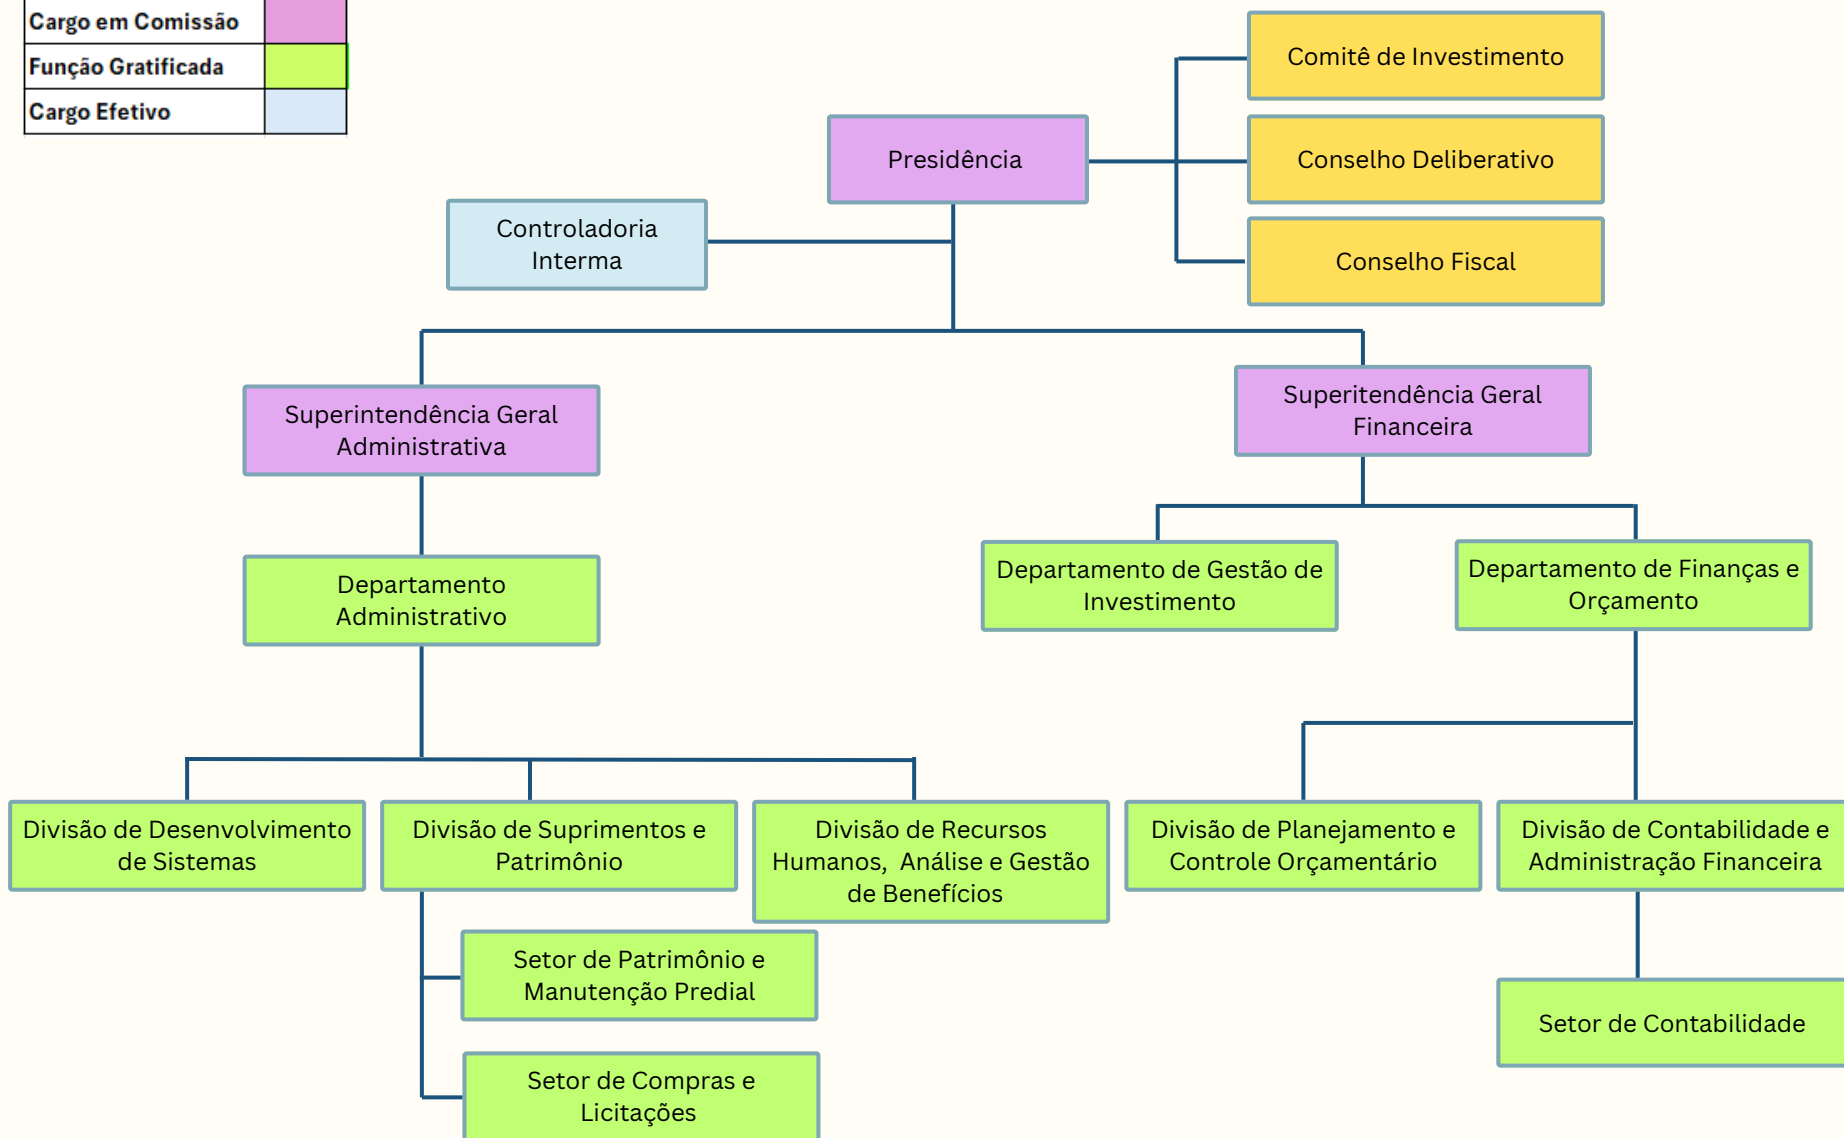 Cargo em Comissão
Função Gratificada
Cargo Efetivo
Comitê de Investimento
Presidência
Conselho Deliberativo
Controladoria
Interma
Conselho Fiscal
Superintendência Geral
Administrativa
Superitendência Geral
Financeira
Departamento
Administrativo
Departamento de Gestão de
Investimento
Departamento de Finanças e
Orçamento
Divisão de Desenvolvimento
de Sistemas
Divisão de Suprimentos e
Patrimônio
Divisão de Recursos
Humanos, Análise e Gestão
de Benefícios
Divisão de Planejamento e
Controle Orçamentário
Divisão de Contabilidade e
Administração Financeira
Setor de Patrimônio e
Manutenção Predial
Setor de Contabilidade
Setor de Compras e
Licitações